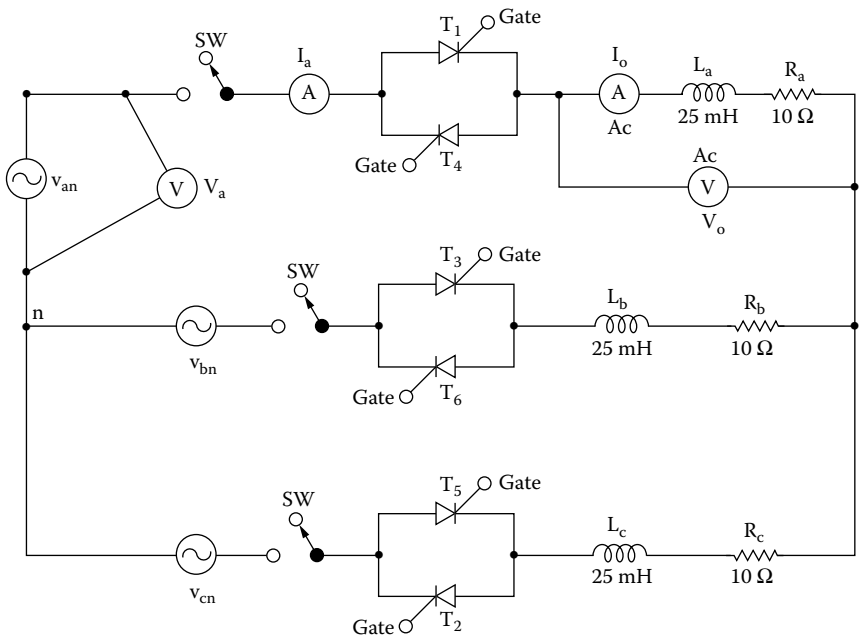 T1
Gate
SW
Ia
A
Gate
T4
Io
A
Ac
La
25 mH
Ra
10 Ω
van
V
Va
Ac
V
Vo
n
SW
vbn
T3
Gate
Gate
T6
Lb
25 mH
Rb
10 Ω
SW
vcn
T5
Gate
Gate
T2
Lc
25 mH
Rc
10 Ω